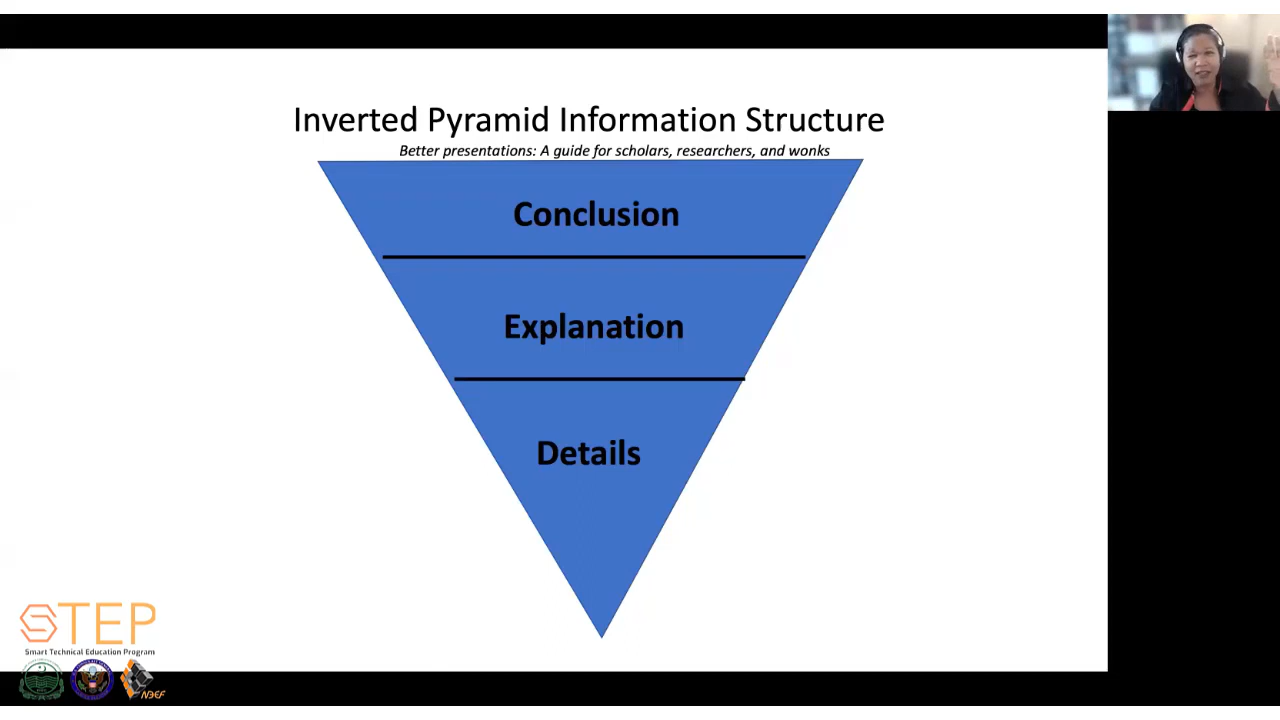 Inverted Pyramid Information Structure
Better presentations: A guide for scholars, researchers, and wonks
Conclusion
Explanation
Details
STEP
Smart Technical Education Program
N3EF